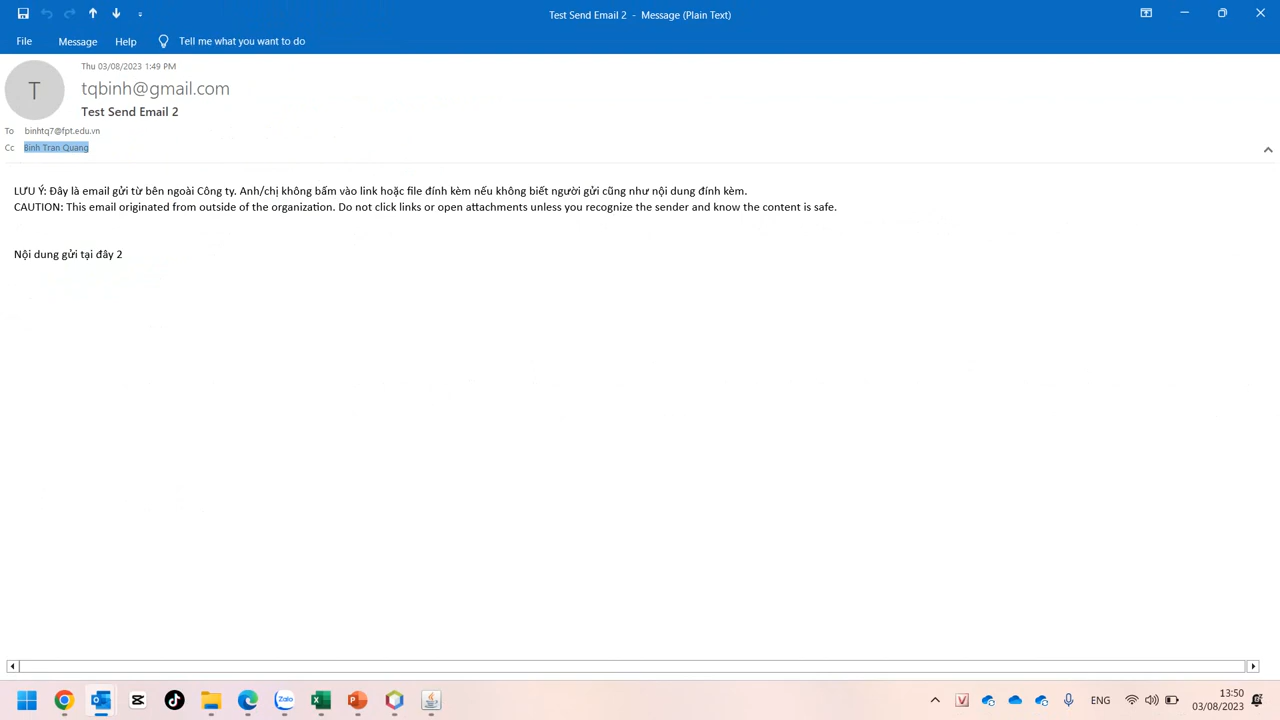 Test Send Email 2 - Message (Plain Text)
File Message Help Tell me what you want to do
Thu 03/08/2023 1:49 PM
T
tqbinh@gmail.com
Test Send Email 2
To binhtq7@fpt.edu.vn
Cc Binh Tran Quang
LƯU Ý: Đây là email gửi từ bên ngoài Công ty. Anh/chị không bấm vào link hoặc file đính kèm nếu không biết người gửi cũng như nội dung đính kèm.
CAUTION: This email originated from outside of the organization. Do not click links or open attachments unless you recognize the sender and know the content is safe.
Nội dung gửi tại đây 2
Zalo
ENG
13:50
03/08/2023